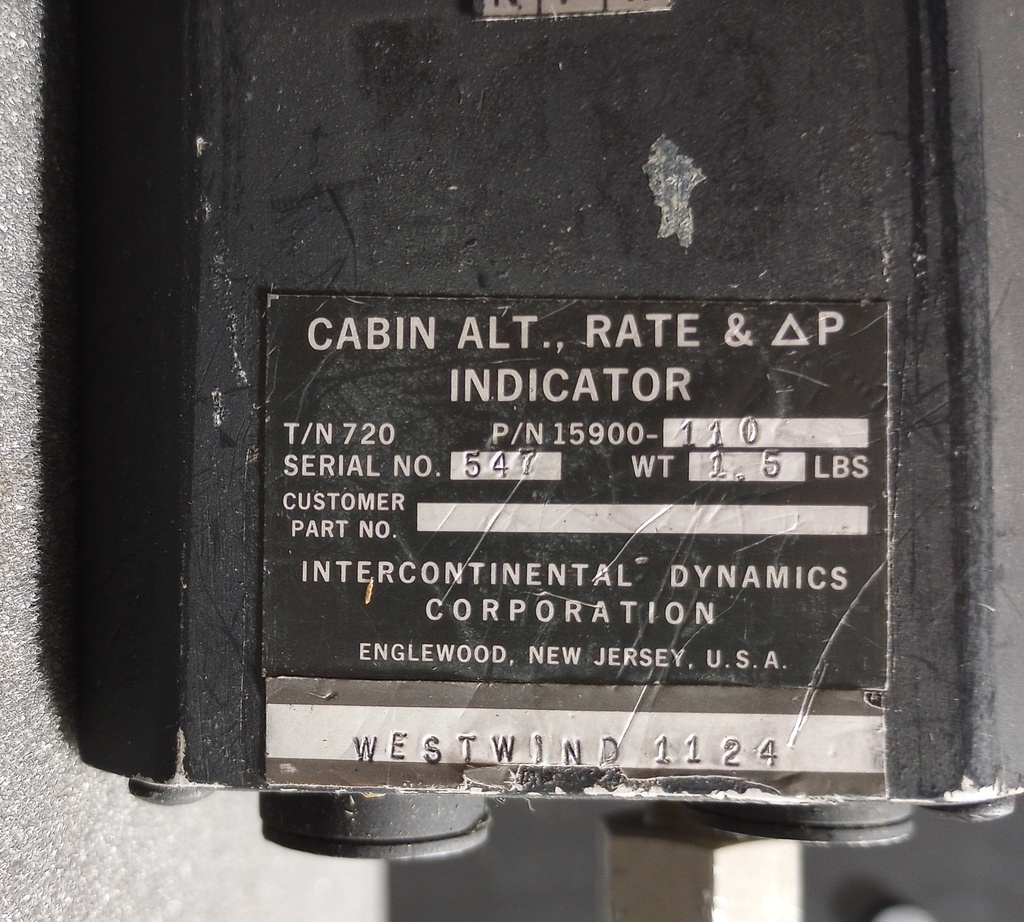 CABIN ALT., RATE & ΔP
INDICATOR
T/N 720 P/N 15900-110
SERIAL NO. 547 WT 1.5 LBS
CUSTOMER
PART NO.
INTERCONTINENTAL DYNAMICS
CORPORATION
ENGLEWOOD, NEW JERSEY, U.S.A.
WESTWIND 1124